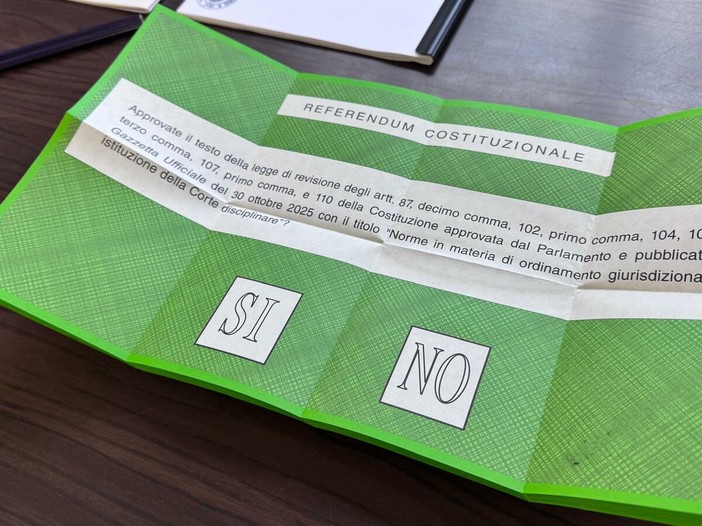 REFERENDUM COSTITUZIONALE
Approvate il testo della legge di revisione degli artt. 87, decimo comma, 102, primo comma, 104, 10
terzo comma, 107, primo comma, e 110 della Costituzione approvata dal Parlamento e pubblicat
Gazzetta Ufficiale del 30 ottobre 2025 con il titolo "Norme in materia di ordinamento giurisdiziona
istituzione della Corte disciplinare"?
SI
NO